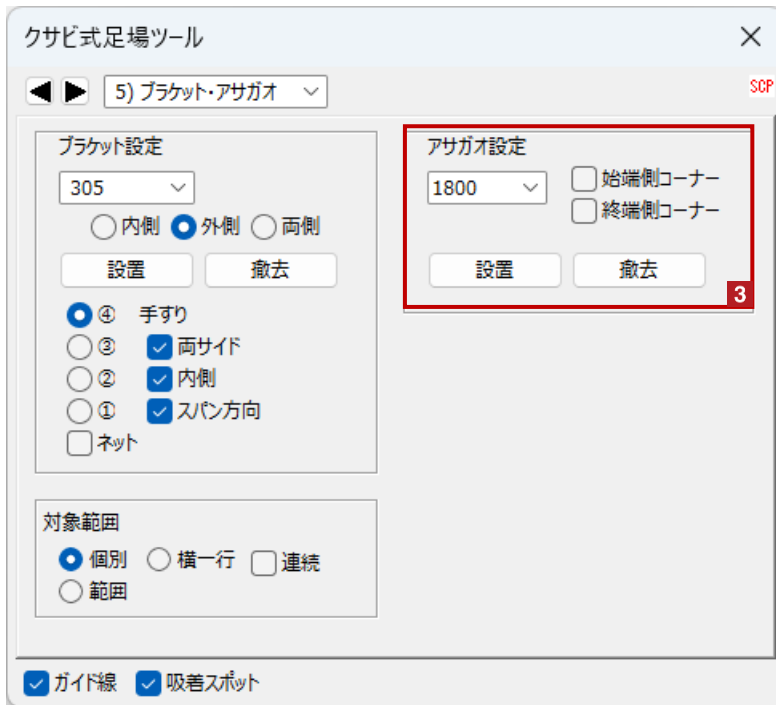 クサビ式足場ツール
5) ブラケット・アサガオ
SCP
ブラケット設定
305
内側 外側 両側
設置 撤去
④ 手すり
③ 両サイド
② 内側
① スパン方向
ネット
アサガオ設定
1800
始端側コーナー
終端側コーナー
設置 撤去
3
対象範囲
個別 横一行 連続
範囲
ガイド線 吸着スポット